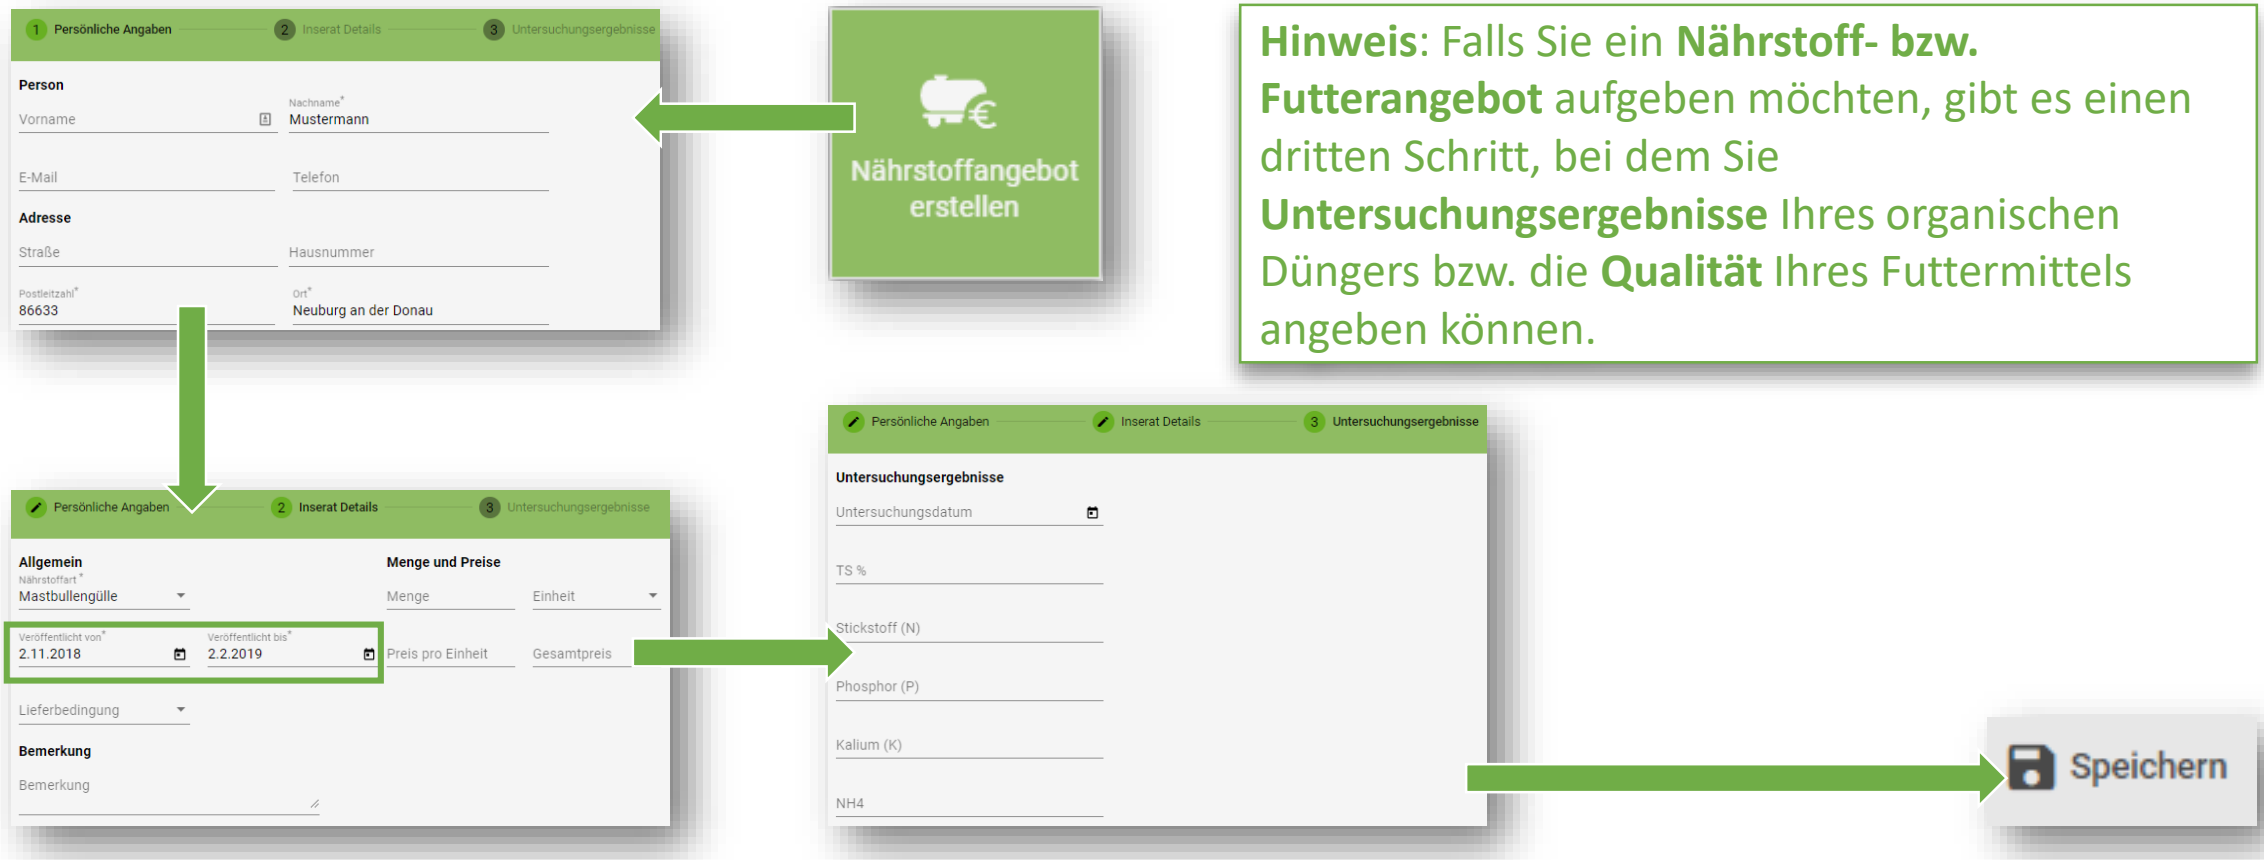 1 Persönliche Angaben 2 Inserat Details 3 Untersuchungsergebnisse
Person
Vorname
Nachname*
Mustermann
E-Mail Telefon
Adresse
Straße Hausnummer
Postleitzahl*
86633
Ort*
Neuburg an der Donau
€
Nährstoffangebot
erstellen
Hinweis: Falls Sie ein Nährstoff- bzw.
Futterangebot aufgeben möchten, gibt es einen
dritten Schritt, bei dem Sie
Untersuchungsergebnisse Ihres organischen
Düngers bzw. die Qualität Ihres Futtermittels
angeben können.
Persönliche Angaben 2 Inserat Details 3 Untersuchungsergebnisse
Allgemein
Nährstoffart *
Mastbullengülle
Veröffentlicht von*
2.11.2018
Veröffentlicht bis*
2.2.2019
Lieferbedingung
Bemerkung
Bemerkung
Menge und Preise
Menge Einheit
Preis pro Einheit Gesamtpreis
Persönliche Angaben Inserat Details 3 Untersuchungsergebnisse
Untersuchungsergebnisse
Untersuchungsdatum
TS %
Stickstoff (N)
Phosphor (P)
Kalium (K)
NH4
Speichern